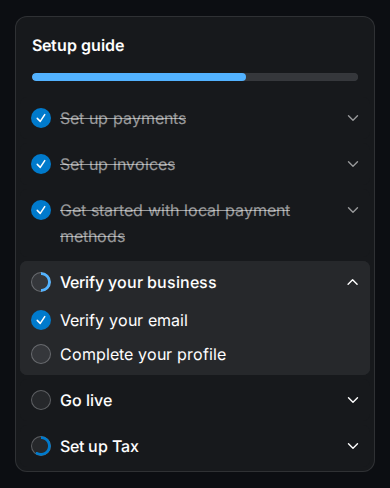 Setup guide
Set up payments
Set up invoices
Get started with local payment
methods
Verify your business
Verify your email
Complete your profile
Go live
Set up Tax